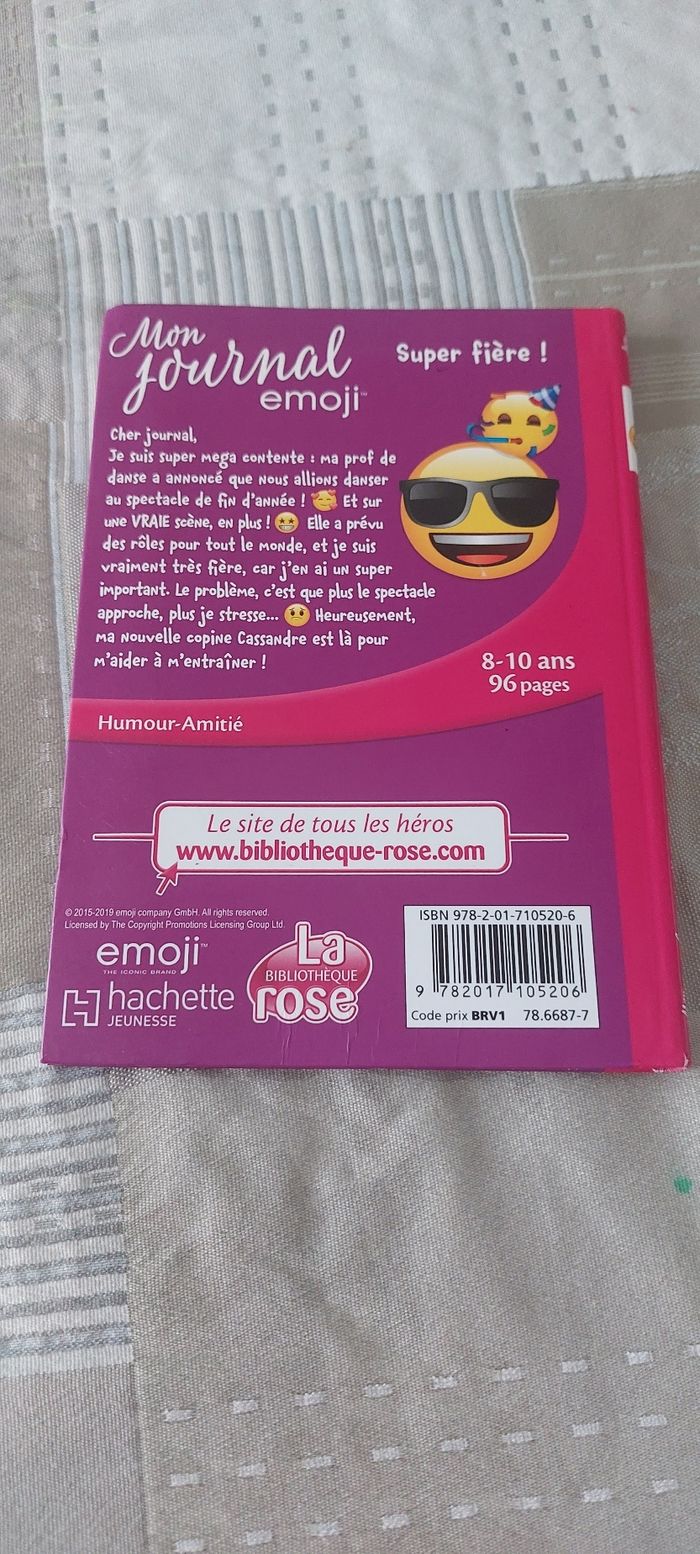 Mon
journal
emoji™
Super fière !
Cher journal,
Je suis super mega contente : ma prof de
danse a annoncé que nous allions danser
au spectacle de fin d'année ! 🥰 Et sur
une VRAIE scène, en plus ! 🤩 Elle a prévu
des rôles pour tout le monde, et je suis
vraiment très fière, car j'en ai un super
important. Le problème, c'est que plus le spectacle
approche, plus je stresse... 😟 Heureusement,
ma nouvelle copine Cassandre est là pour
m'aider à m'entraîner !
8-10 ans
96 pages
Humour-Amitié
Le site de tous les héros
www.bibliotheque-rose.com
© 2015-2019 emoji company GmbH. All rights reserved.
Licensed by The Copyright Promotions Licensing Group Ltd.
emoji™
THE ICONIC BRAND
hachette
JEUNESSE
La
BIBLIOTHÈQUE
rose
ISBN 978-2-01-710520-6
9 782017 105206
Code prix BRV1 78.6687-7